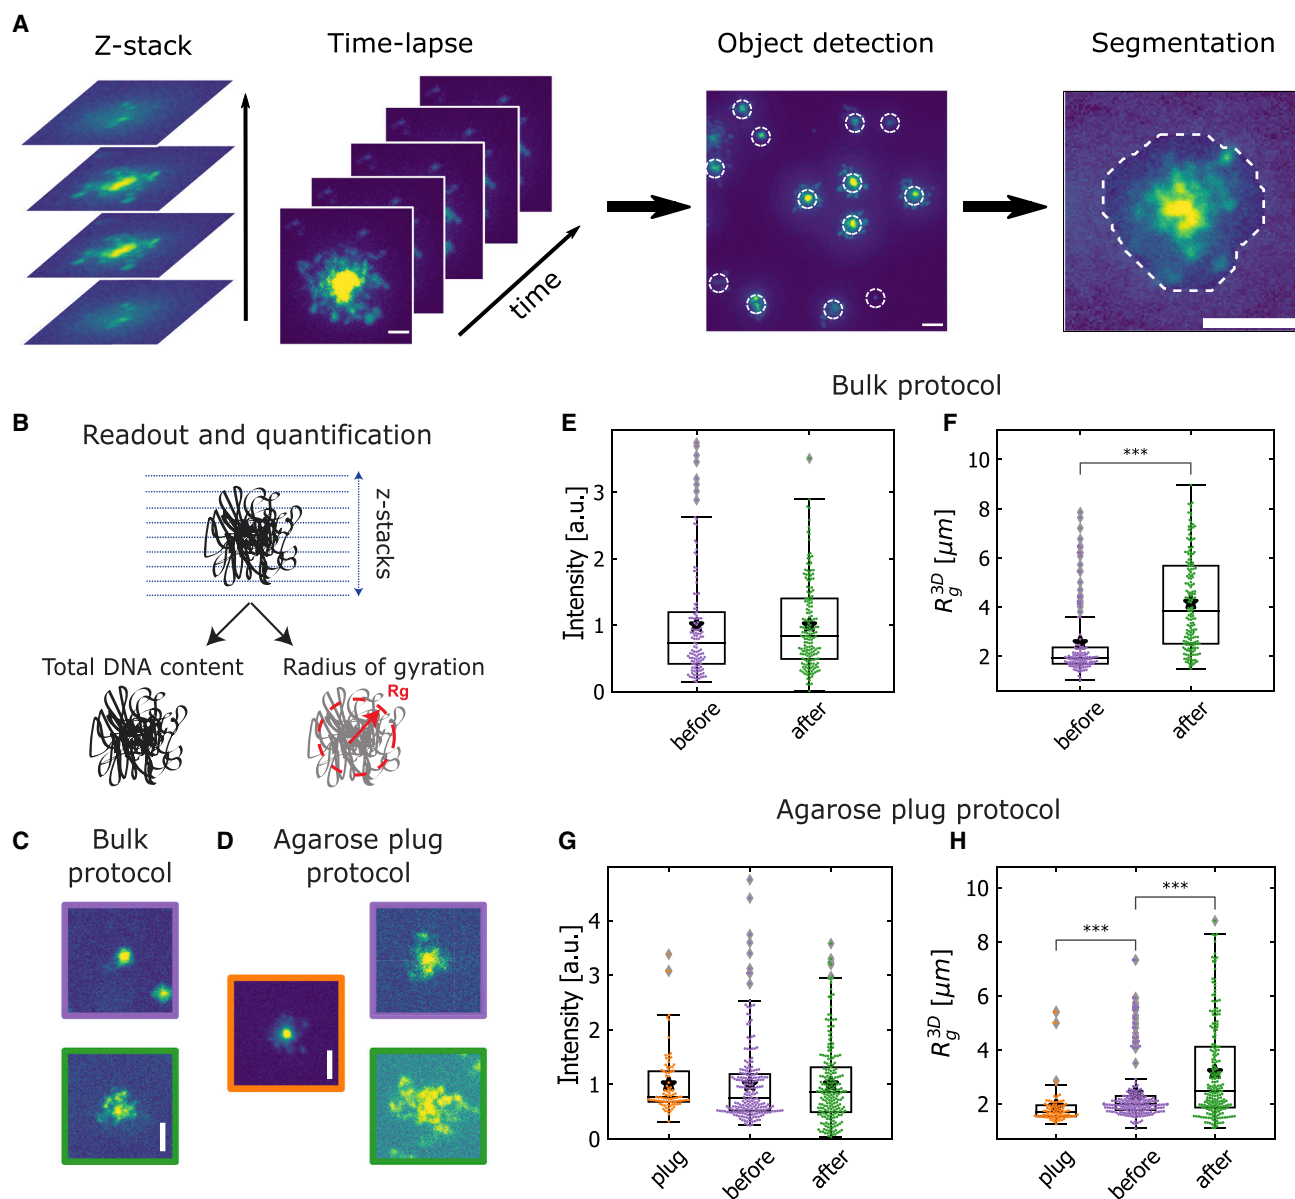 A
Z-stack
Time-lapse
Object detection
Segmentation
time
Bulk protocol
B
Readout and quantification
z-stacks
Total DNA content
Radius of gyration
Rg
E
Intensity [a.u.]
3
2
1
0
before
after
F
R_g^3D [μm]
10
8
6
4
2
***
before
after
Agarose plug protocol
C
Bulk
protocol
D
Agarose plug
protocol
G
Intensity [a.u.]
4
3
2
1
0
plug
before
after
H
R_g^3D [μm]
10
8
6
4
2
***
***
plug
before
after